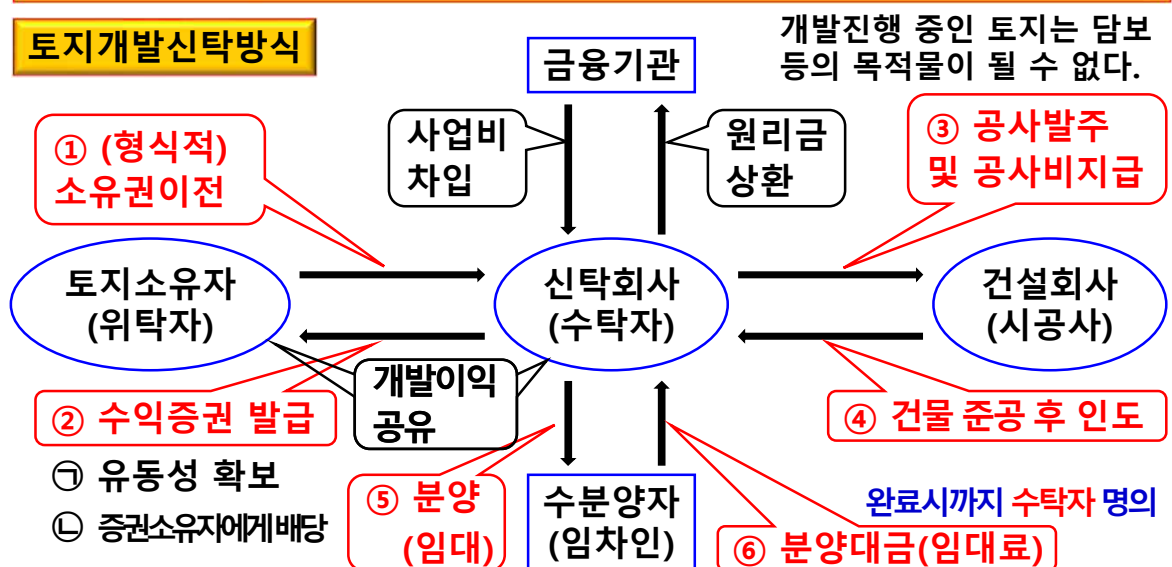 토지개발신탁방식
개발진행 중인 토지는 담보
등의 목적물이 될 수 없다.
금융기관
사업비
차입
원리금
상환
① (형식적)
소유권이전
③ 공사발주
및 공사비지급
토지소유자
(위탁자)
신탁회사
(수탁자)
건설회사
(시공사)
개발이익
공유
② 수익증권 발급
④ 건물 준공 후 인도
㉠ 유동성 확보
㉡ 증권소유자에게 배당
⑤ 분양
(임대)
수분양자
(임차인)
완료시까지 수탁자 명의
⑥ 분양대금(임대료)